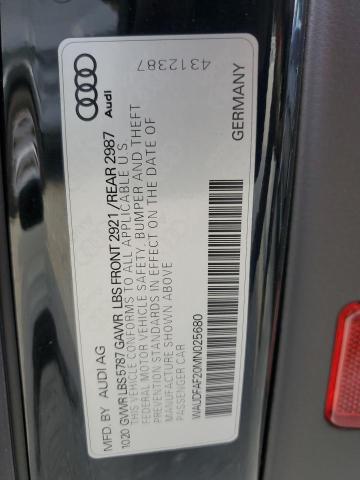 Audi
4312387
MFD. BY AUDI AG
10.20 GVWR LBS 5787 GAWR LBS FRONT 2921 / REAR 2987
THIS VEHICLE CONFORMS TO ALL APPLICABLE U.S.
FEDERAL MOTOR VEHICLE SAFETY, BUMPER AND THEFT
PREVENTION STANDARDS IN EFFECT ON THE DATE OF
MANUFACTURE SHOWN ABOVE
PASSENGER CAR
WAUDFAF20MN025680
GERMANY